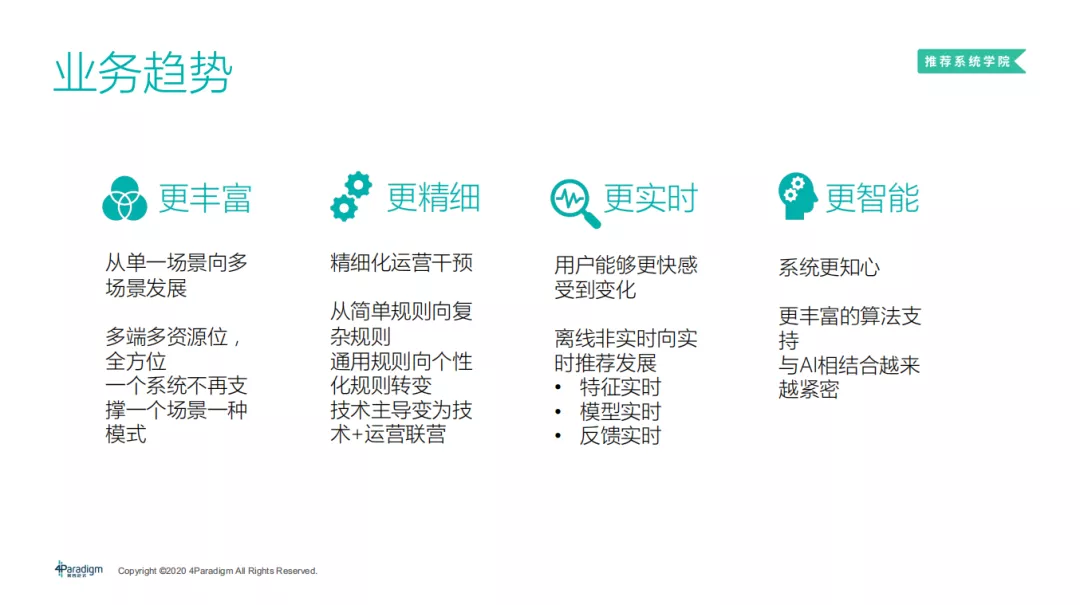 业务趋势
推荐系统学院
更丰富
从单一场景向多
场景发展
多端多资源位，
全方位
一个系统不再支
撑一个场景一种
模式
更精细
精细化运营干预
从简单规则向复
杂规则
通用规则向个性
化规则转变
技术主导变为技
术+运营联营
更实时
用户能够更快感
受到变化
离线非实时向实
时推荐发展
• 特征实时
• 模型实时
• 反馈实时
更智能
系统更知心
更丰富的算法支
持
与AI相结合越来
越紧密
4Paradigm
第四范式
Copyright ©2020 4Paradigm All Rights Reserved.